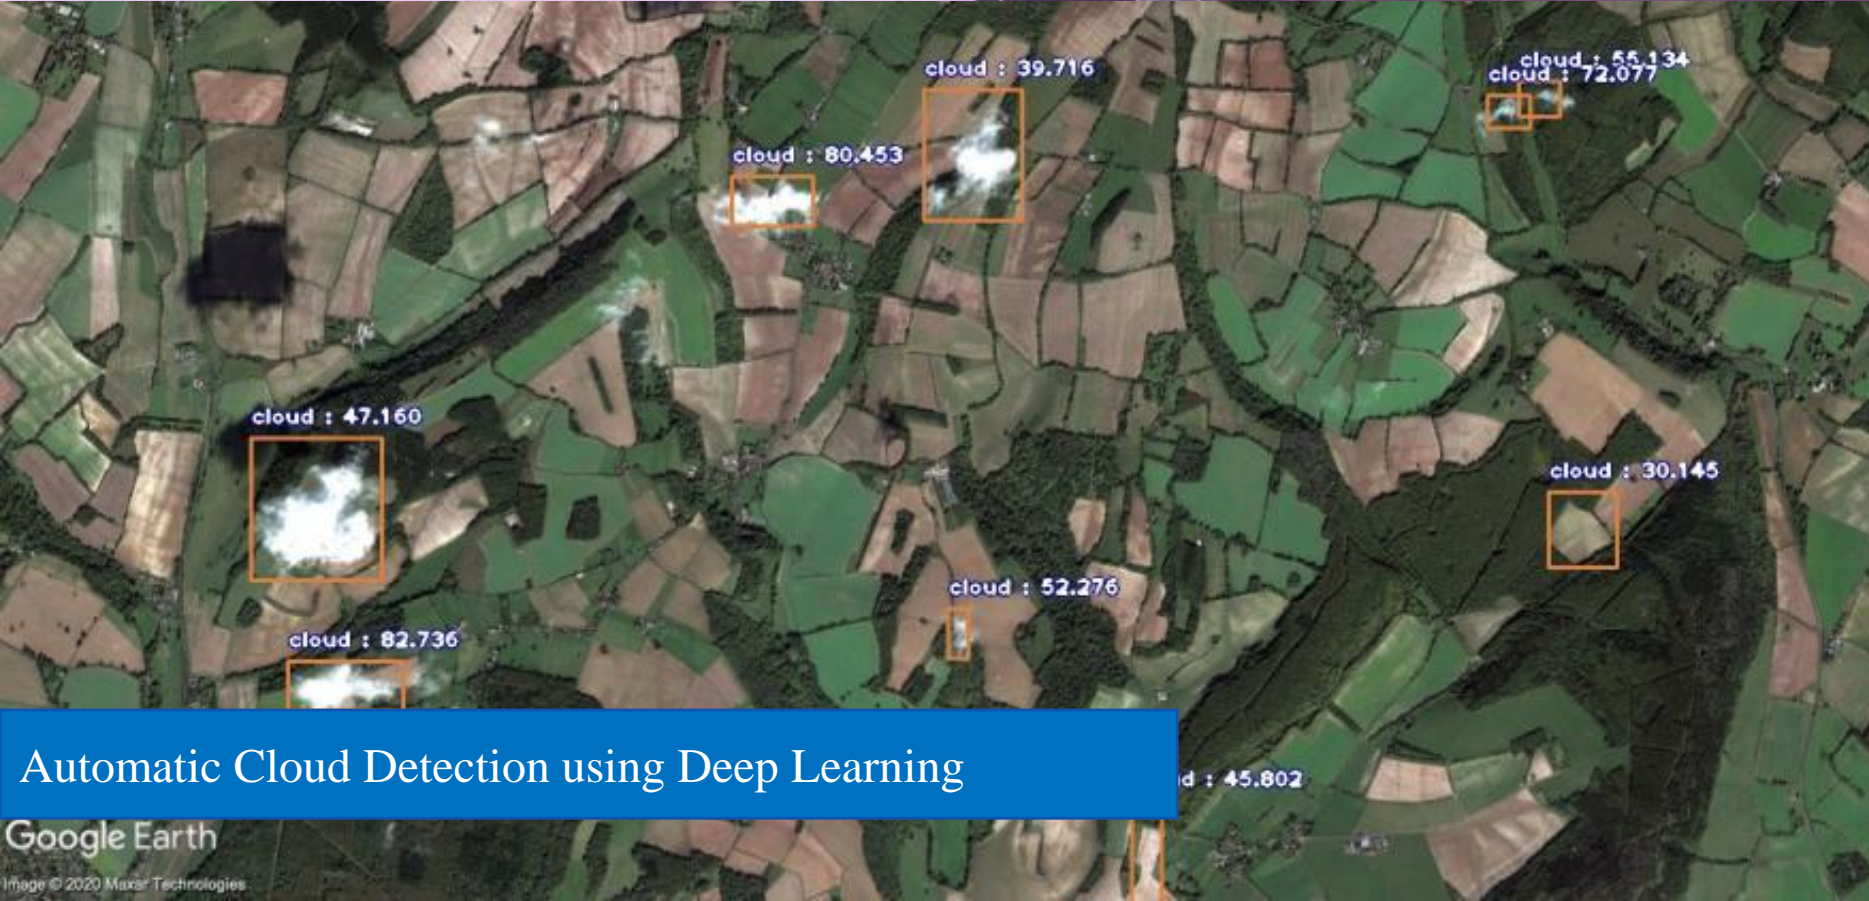 cloud : 55.134
cloud : 72.077
cloud : 39.716
cloud : 80.453
cloud : 47.160
cloud : 30.145
cloud : 52.276
cloud : 82.736
Automatic Cloud Detection using Deep Learning
d : 45.802
Google Earth
Image © 2020 Maxar Technologies